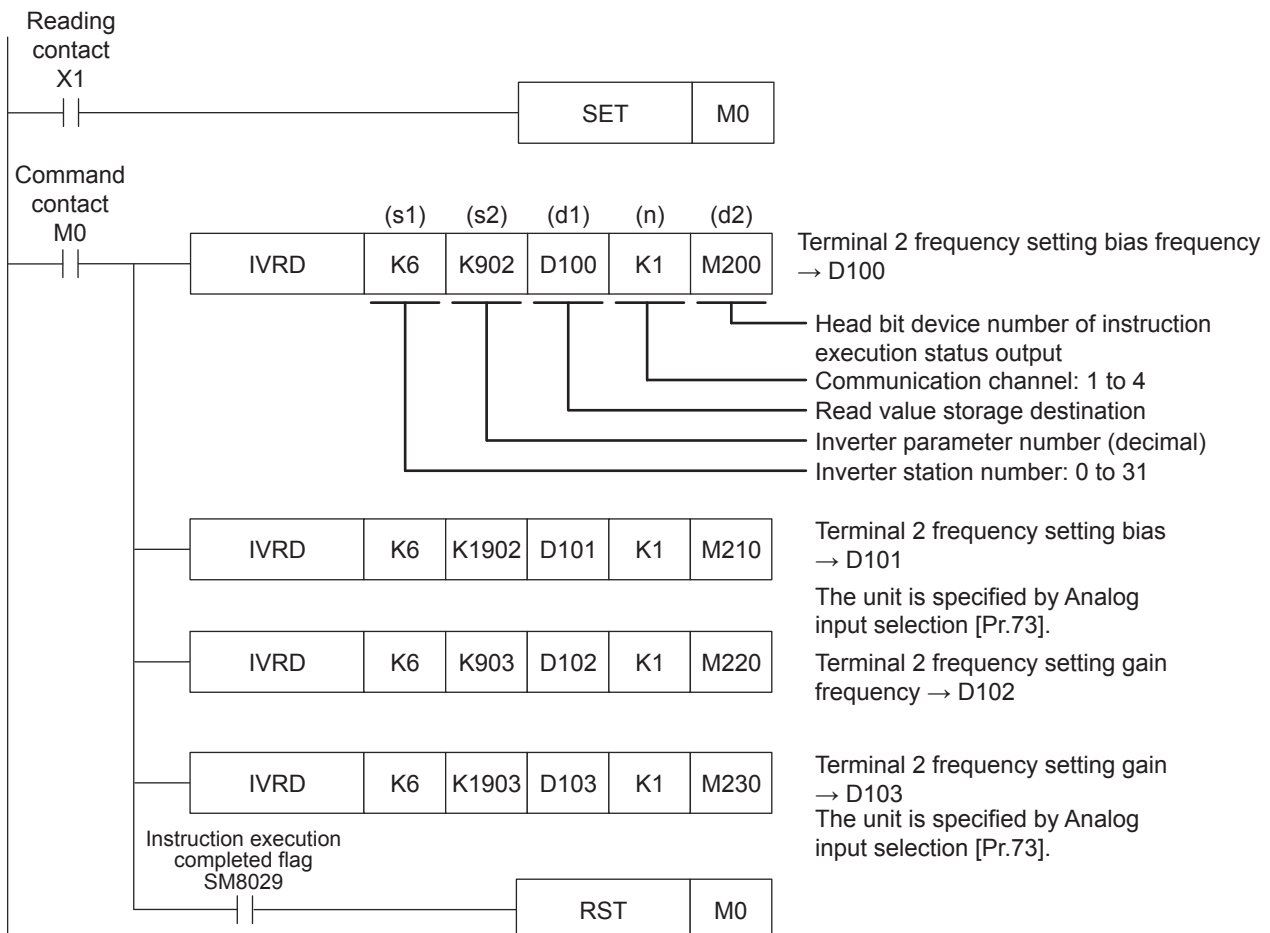 Reading
contact
X1
SET M0
Command
contact
M0
(s1) (s2) (d1) (n) (d2)
IVRD K6 K902 D100 K1 M200
Terminal 2 frequency setting bias frequency
→ D100
Head bit device number of instruction
execution status output
Communication channel: 1 to 4
Read value storage destination
Inverter parameter number (decimal)
Inverter station number: 0 to 31
IVRD K6 K1902 D101 K1 M210
Terminal 2 frequency setting bias
→ D101
The unit is specified by Analog
input selection [Pr.73].
IVRD K6 K903 D102 K1 M220
Terminal 2 frequency setting gain
frequency → D102
IVRD K6 K1903 D103 K1 M230
Terminal 2 frequency setting gain
→ D103
The unit is specified by Analog
input selection [Pr.73].
Instruction execution
completed flag
SM8029
RST M0